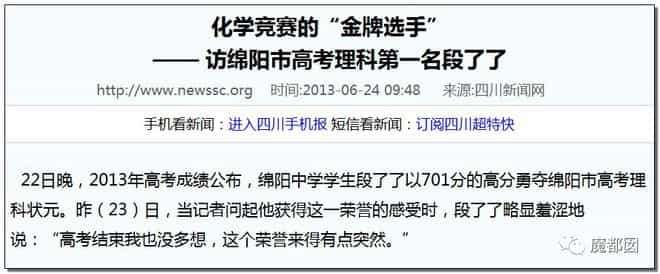 化学竞赛的“金牌选手”
—— 访绵阳市高考理科第一名段了了
http://www.newssc.org 时间:2013-06-24 09:48 来源:四川新闻网
手机看新闻：进入四川手机报 短信看新闻：订阅四川超特快
22日晚，2013年高考成绩公布，绵阳中学学生段了了以701分的高分勇夺绵阳市高考理
科状元。昨（23）日，当记者问起他获得这一荣誉的感受时，段了了略显羞涩地
说：“高考结束我也没多想，这个荣誉来得有点突然。”
魔都囡